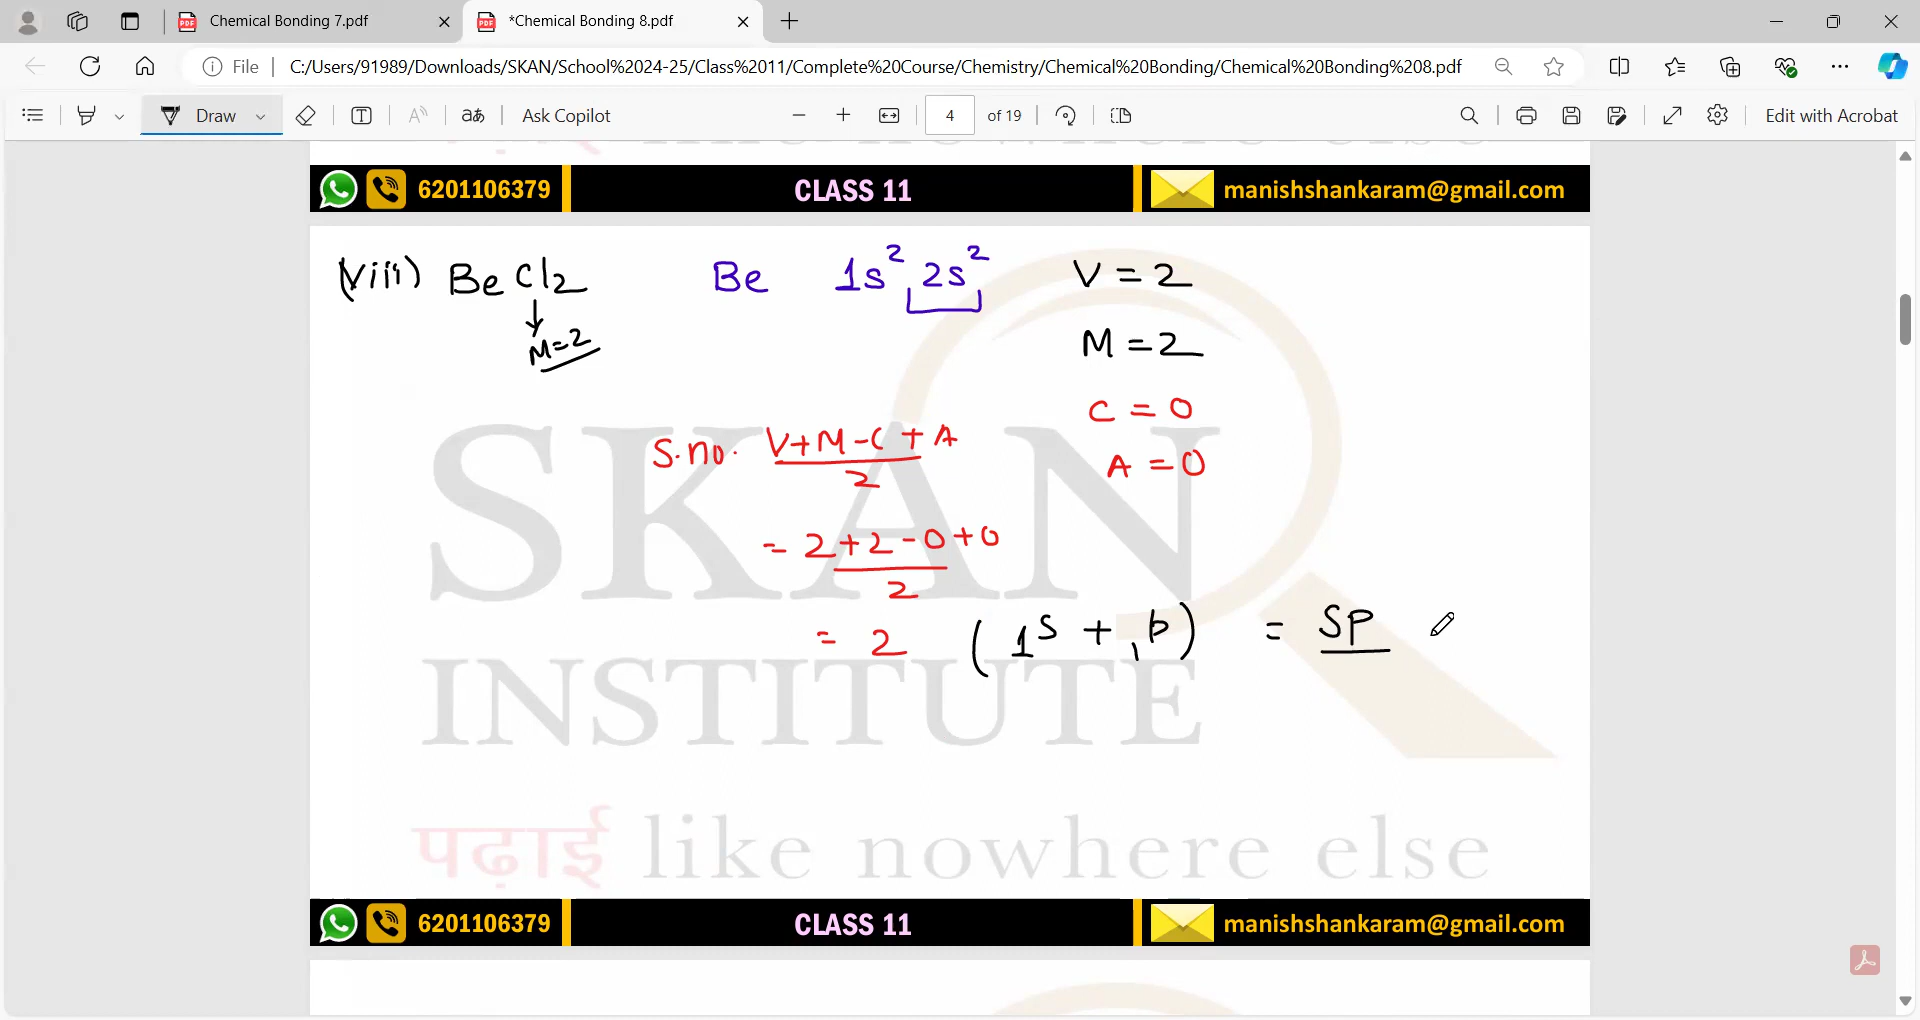 Chemical Bonding 7.pdf
*Chemical Bonding 8.pdf
File
C:/Users/91989/Downloads/SKAN/School%2024-25/Class%2011/Complete%20Course/Chemistry/Chemical%20Bonding/Chemical%20Bonding%208.pdf
Draw
aあ
Ask Copilot
4 of 19
Edit with Acrobat
6201106379 CLASS 11 manishshankaram@gmail.com
(viii) BeCl2 Be 1s² 2s² V = 2
M=2 M = 2
C = 0
S.no. V+M-C+A / 2 A = 0
= 2+2-0+0 / 2
= 2 (1s + 1p) = SP
SKAN
INSTITUTE
पढ़ाई like nowhere else
6201106379 CLASS 11 manishshankaram@gmail.com